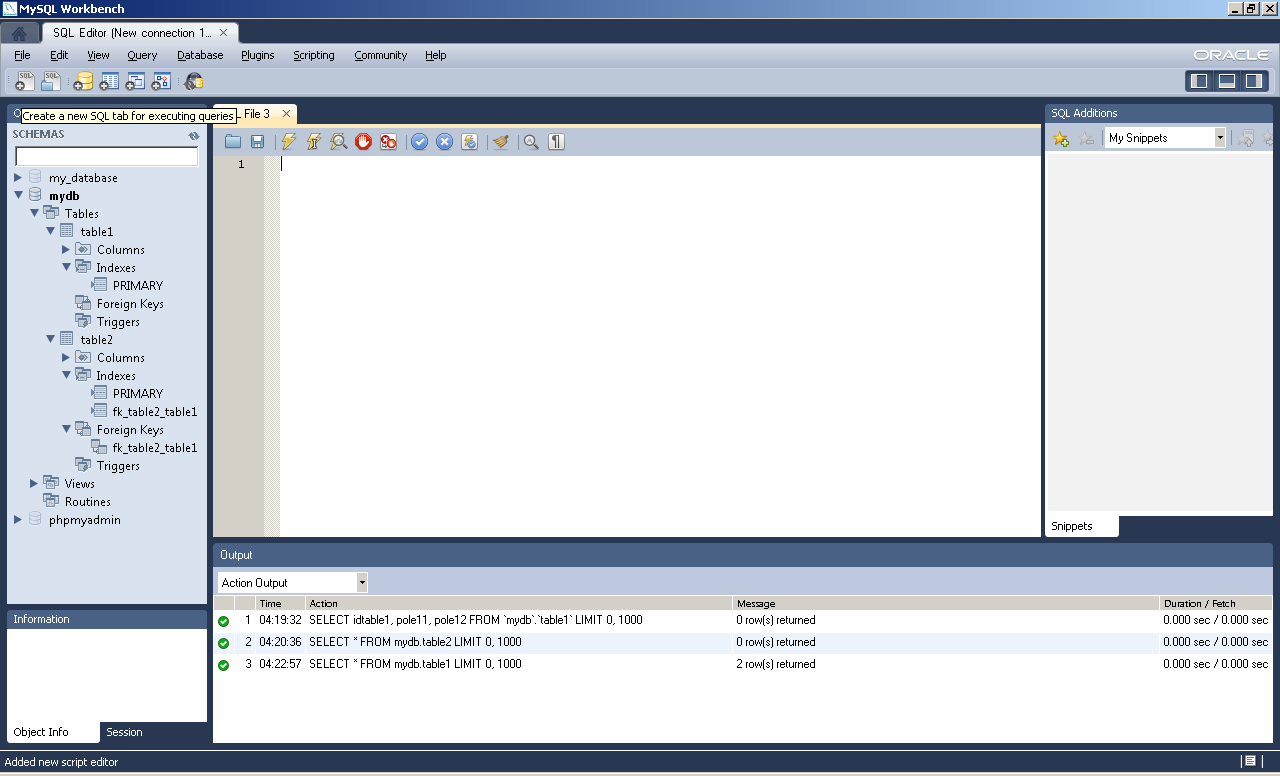 MySQL Workbench
SQL Editor (New connection 1...
File Edit View Query Database Plugins Scripting Community Help
ORACLE
SQL SQL
Create a new SQL tab for executing queries
File 3
SQL Additions
SCHEMAS
My Snippets
1
my_database
mydb
Tables
table1
Columns
Indexes
PRIMARY
Foreign Keys
Triggers
table2
Columns
Indexes
PRIMARY
fk_table2_table1
Foreign Keys
fk_table2_table1
Triggers
Views
Routines
phpmyadmin
Snippets
Output
Action Output
Time Action Message Duration / Fetch
1 04:19:32 SELECT idtable1, pole11, pole12 FROM `mydb`.`table1` LIMIT 0, 1000 0 row(s) returned 0.000 sec / 0.000 sec
2 04:20:36 SELECT * FROM mydb.table2 LIMIT 0, 1000 0 row(s) returned 0.000 sec / 0.000 sec
3 04:22:57 SELECT * FROM mydb.table1 LIMIT 0, 1000 2 row(s) returned 0.000 sec / 0.000 sec
Information
Object Info Session
Added new script editor